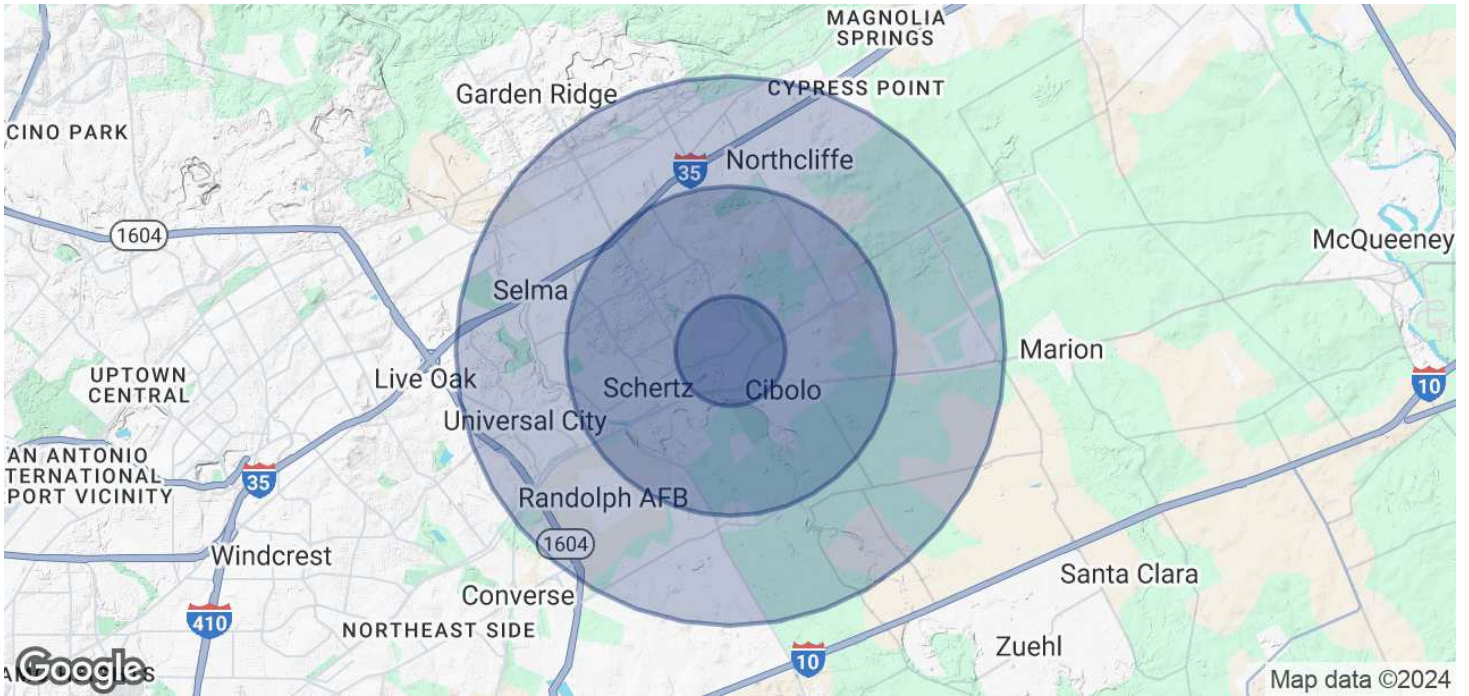 MAGNOLIA
SPRINGS
CYPRESS POINT
Garden Ridge
CINO PARK
Northcliffe
35
1604
McQueeney
Selma
Marion
UPTOWN
CENTRAL
Live Oak
Schertz
Cibolo
10
Universal City
AN ANTONIO
TERNATIONAL
PORT VICINITY
35
Randolph AFB
1604
Windcrest
Santa Clara
Converse
410
NORTHEAST SIDE
Zuehl
10
Google
Map data ©2024